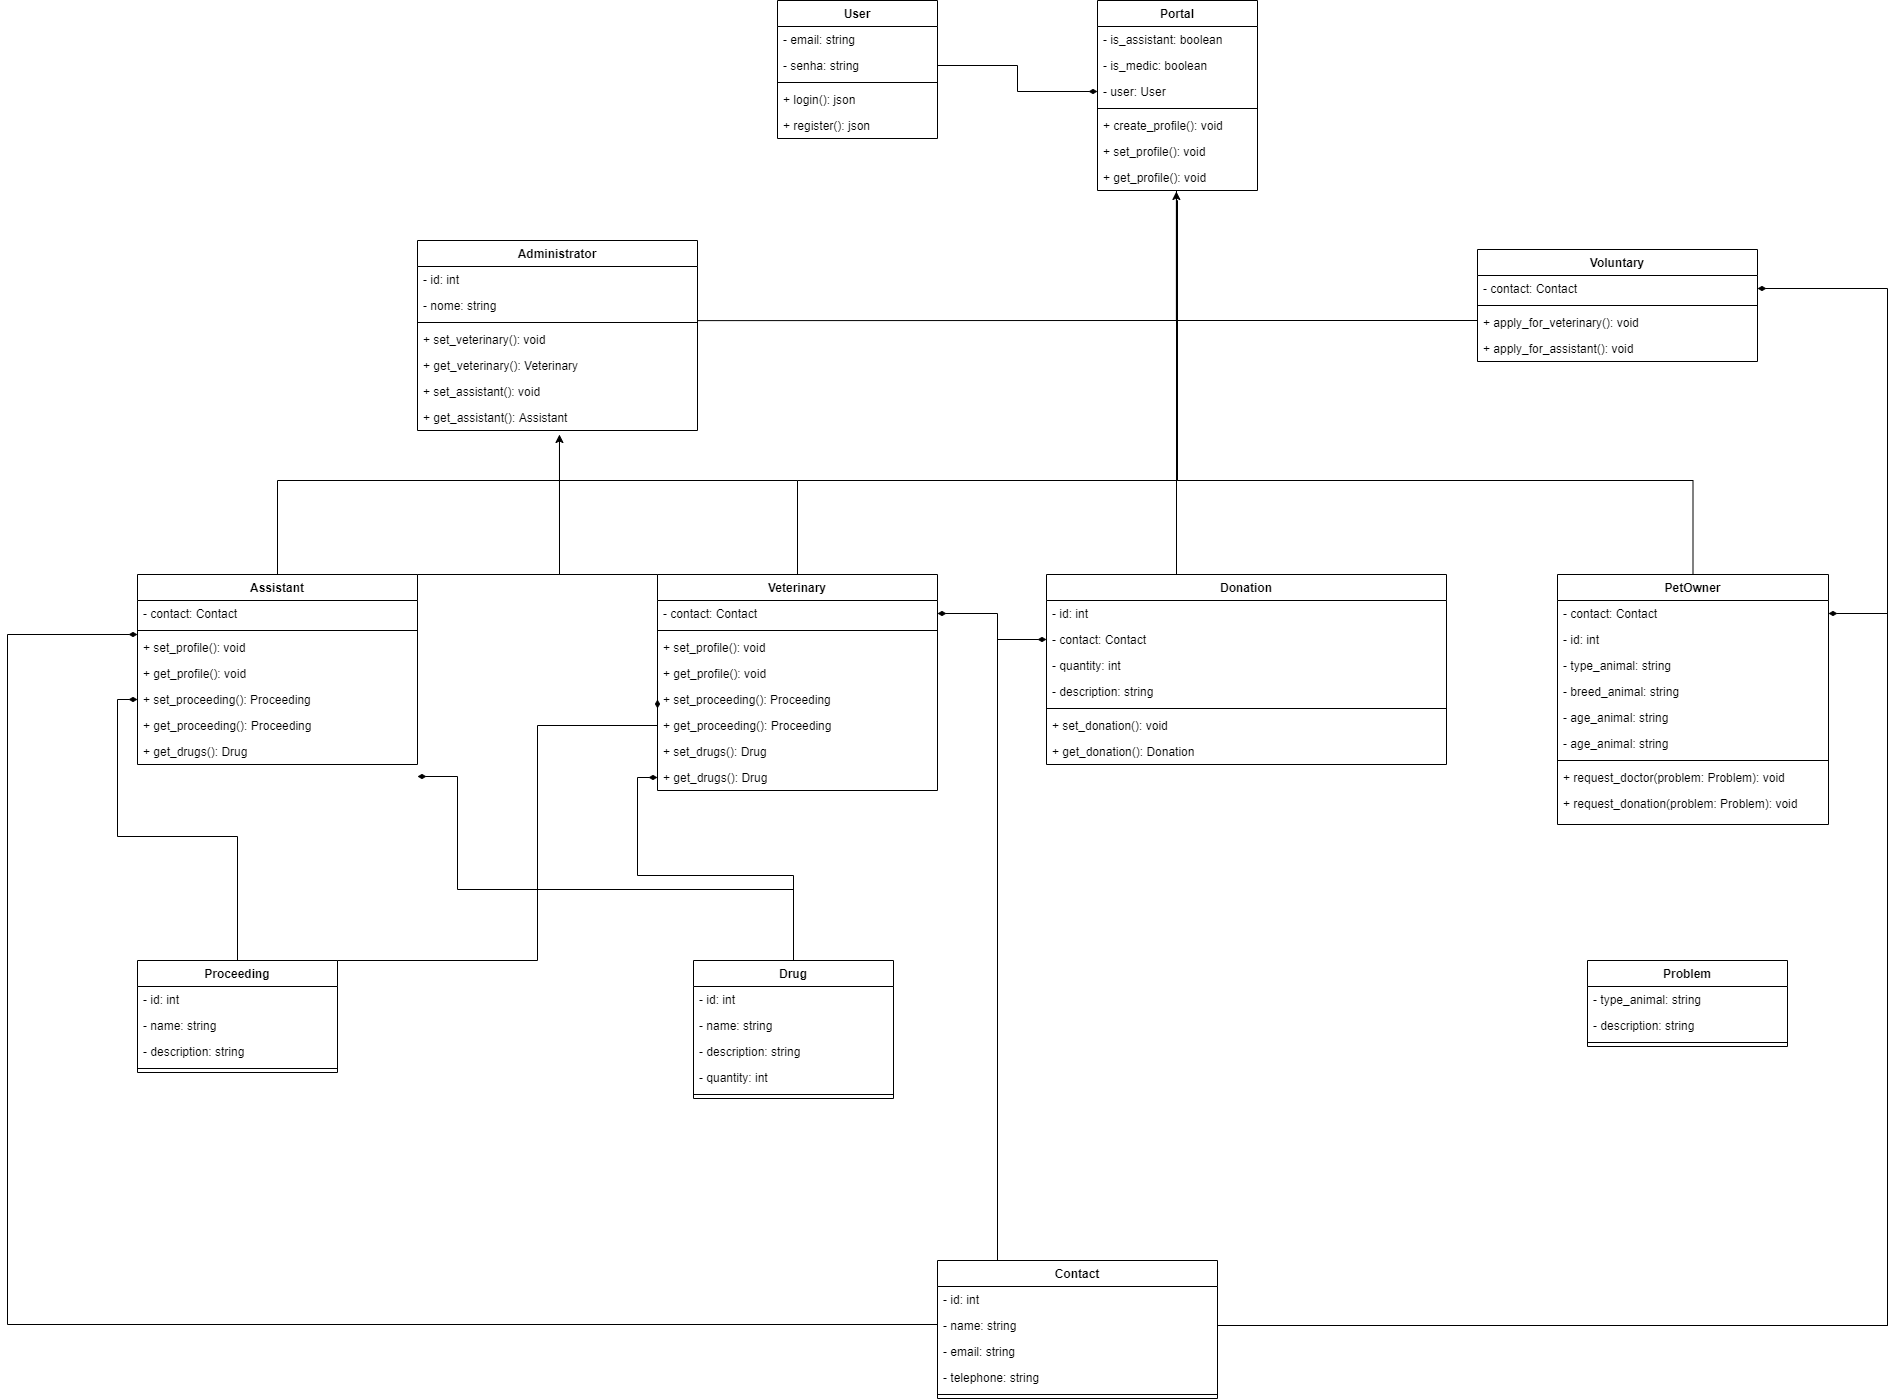 User
- email: string
- senha: string
+ login(): json
+ register(): json
Portal
- is_assistant: boolean
- is_medic: boolean
- user: User
+ create_profile(): void
+ set_profile(): void
+ get_profile(): void
Administrator
- id: int
- nome: string
+ set_veterinary(): void
+ get_veterinary(): Veterinary
+ set_assistant(): void
+ get_assistant(): Assistant
Voluntary
- contact: Contact
+ apply_for_veterinary(): void
+ apply_for_assistant(): void
Assistant
- contact: Contact
+ set_profile(): void
+ get_profile(): void
+ set_proceeding(): Proceeding
+ get_proceeding(): Proceeding
+ get_drugs(): Drug
Veterinary
- contact: Contact
+ set_profile(): void
+ get_profile(): void
+ set_proceeding(): Proceeding
+ get_proceeding(): Proceeding
+ set_drugs(): Drug
+ get_drugs(): Drug
Donation
- id: int
- contact: Contact
- quantity: int
- description: string
+ set_donation(): void
+ get_donation(): Donation
PetOwner
- contact: Contact
- id: int
- type_animal: string
- breed_animal: string
- age_animal: string
- age_animal: string
+ request_doctor(problem: Problem): void
+ request_donation(problem: Problem): void
Proceeding
- id: int
- name: string
- description: string
Drug
- id: int
- name: string
- description: string
- quantity: int
Problem
- type_animal: string
- description: string
Contact
- id: int
- name: string
- email: string
- telephone: string